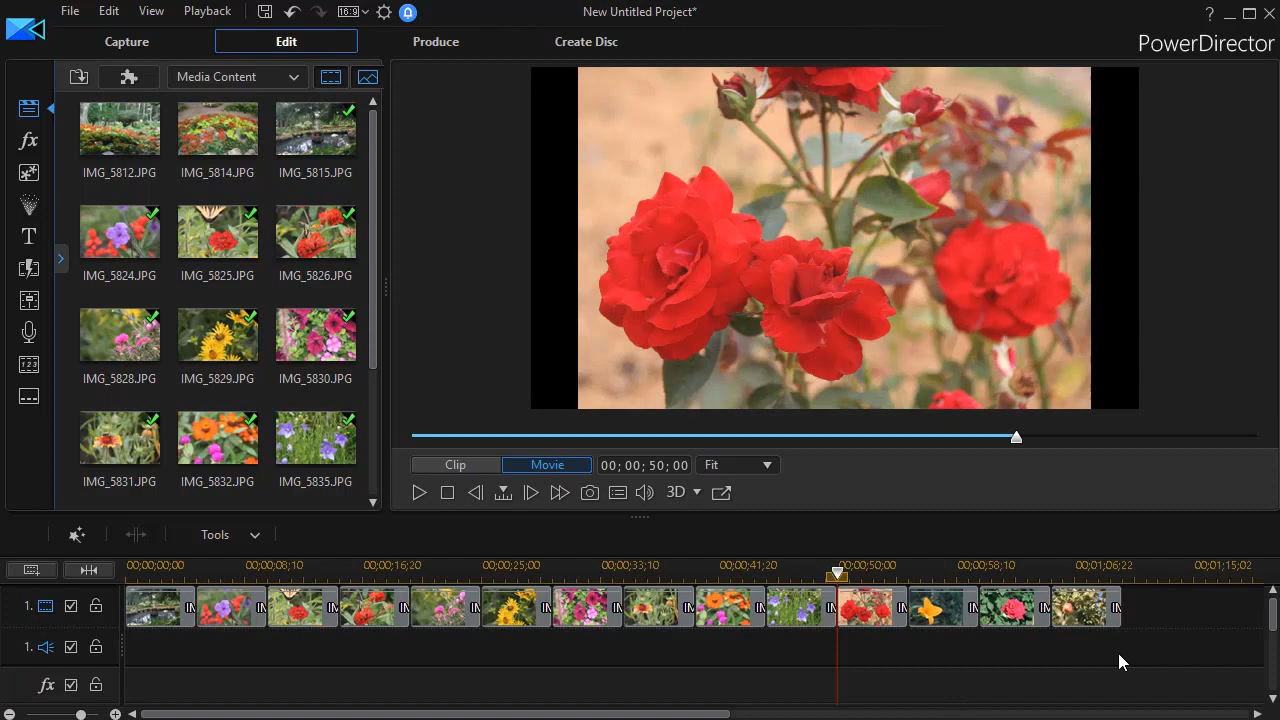 File Edit View Playback 16:9 New Untitled Project* ?
Capture Edit Produce Create Disc PowerDirector
Media Content
IMG_5812.JPG IMG_5814.JPG IMG_5815.JPG
fx
IMG_5824.JPG IMG_5825.JPG IMG_5826.JPG
T
IMG_5828.JPG IMG_5829.JPG IMG_5830.JPG
123
IMG_5831.JPG IMG_5832.JPG IMG_5835.JPG
Clip Movie 00; 00; 50; 00 Fit
3D
Tools
00;00;00;00 00;00;08;10 00;00;16;20 00;00;25;00 00;00;33;10 00;00;41;20 00;00;50;00 00;00;58;10 00;01;06;22 00;01;15;02
1.
1.
fx